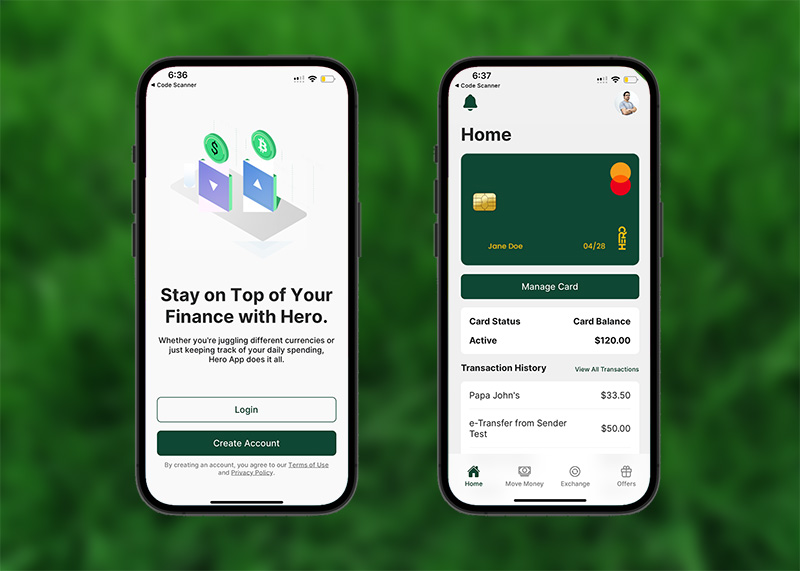 6:36
◀ Code Scanner
Stay on Top of Your
Finance with Hero.
Whether you're juggling different currencies or
just keeping track of your daily spending,
Hero App does it all.
Login
Create Account
By creating an account, you agree to our Terms of Use
and Privacy Policy.
6:37
◀ Code Scanner
Home
Jane Doe
04/28
HERO
Manage Card
Card Status
Card Balance
Active
$120.00
Transaction History
View All Transactions
Papa John's
$33.50
e-Transfer from Sender
Test
$50.00
Home
Move Money
Exchange
Offers